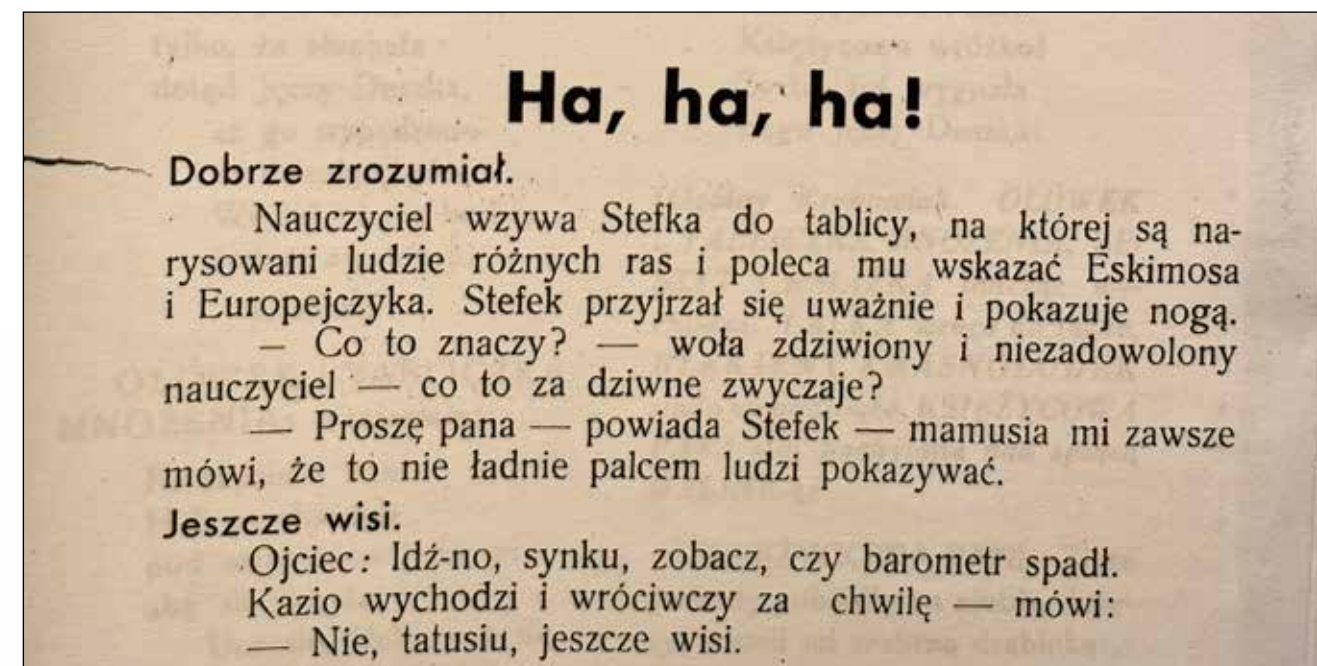 Ha, ha, ha!
Dobrze zrozumiał.
Nauczyciel wzywa Stefka do tablicy, na której są na-
rysowani ludzie różnych ras i poleca mu wskazać Eskimosa
i Europejczyka. Stefek przyjrzał się uważnie i pokazuje nogą.
— Co to znaczy? — woła zdziwiony i niezadowolony
nauczyciel — co to za dziwne zwyczaje?
— Proszę pana — powiada Stefek — mamusia mi zawsze
mówi, że to nie ładnie palcem ludzi pokazywać.
Jeszcze wisi.
Ojciec: Idź-no, synku, zobacz, czy barometr spadł.
Kazio wychodzi i wróciwczy za chwilę — mówi:
— Nie, tatusiu, jeszcze wisi.